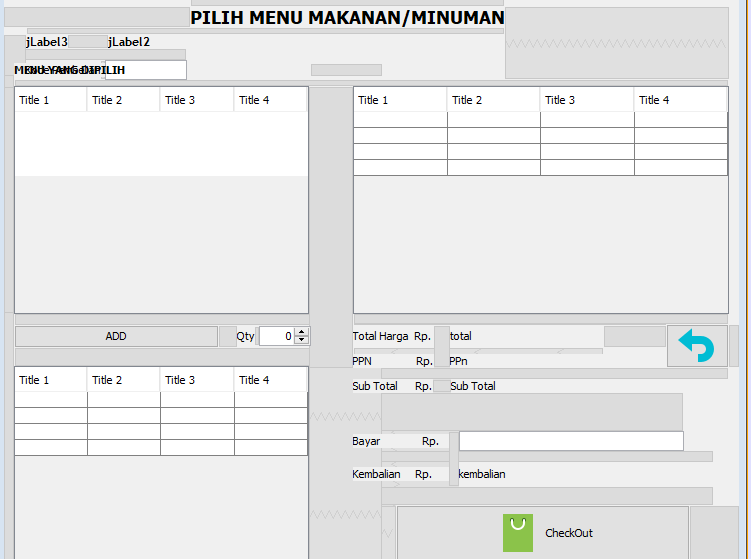 PILIH MENU MAKANAN/MINUMAN
jLabel3 jLabel2
MENU YANG DIPILIH
Title 1 Title 2 Title 3 Title 4
Title 1 Title 2 Title 3 Title 4
ADD Qty 0
Total Harga Rp. total
PPN Rp. PPn
Sub Total Rp. Sub Total
Title 1 Title 2 Title 3 Title 4
Bayar Rp.
Kembalian Rp. kembalian
CheckOut